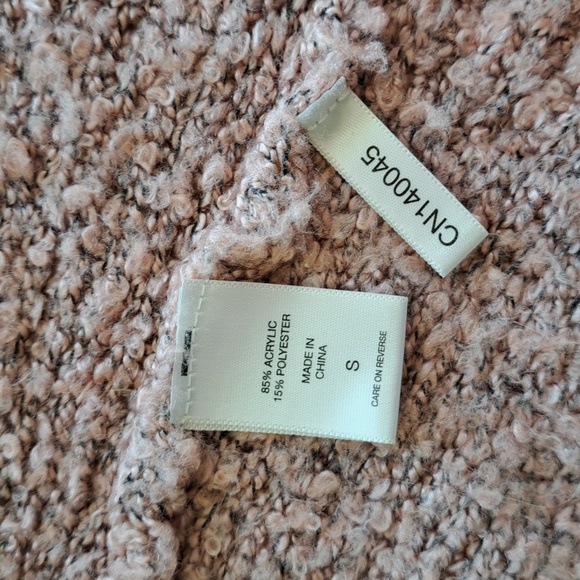 CN140045
85% ACRYLIC
15% POLYESTER
MADE IN
CHINA
S
CARE ON REVERSE